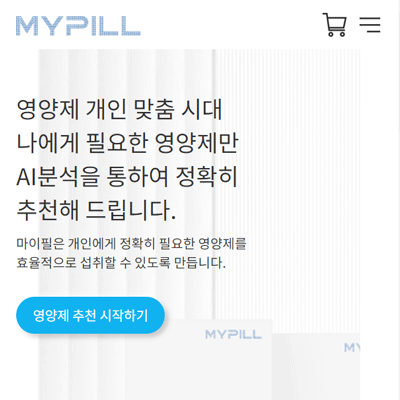 MYPILL
영양제 개인 맞춤 시대
나에게 필요한 영양제만
AI분석을 통하여 정확히
추천해 드립니다.
마이필은 개인에게 정확히 필요한 영양제를
효율적으로 섭취할 수 있도록 만듭니다.
영양제 추천 시작하기
MYPILL
MY